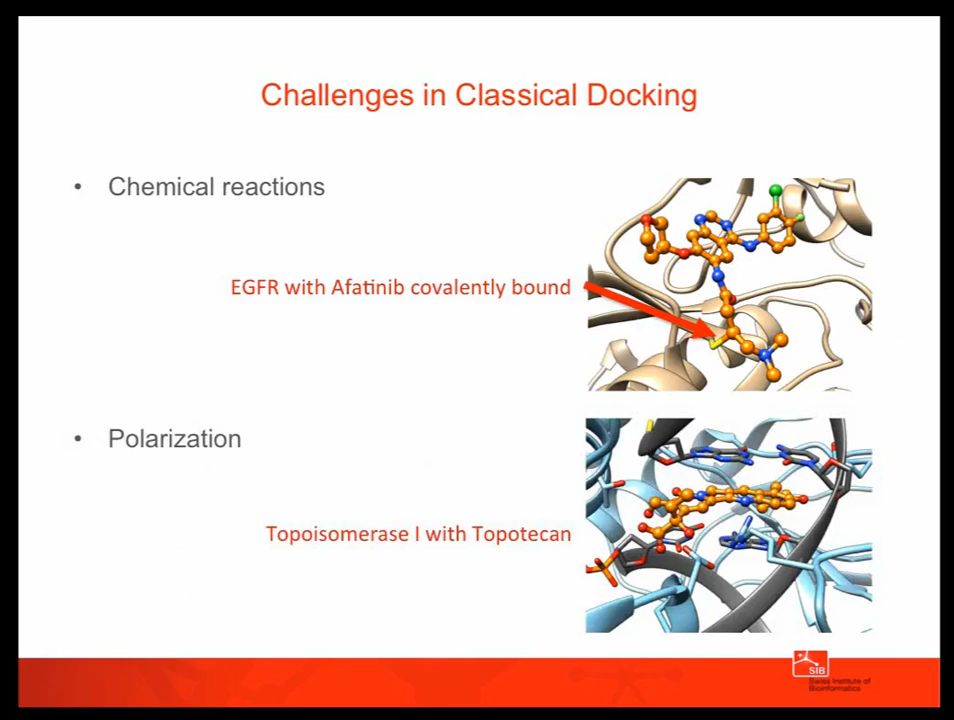 Challenges in Classical Docking
• Chemical reactions
EGFR with Afatinib covalently bound
• Polarization
Topoisomerase I with Topotecan
SIB
Swiss Institute of
Bioinformatics